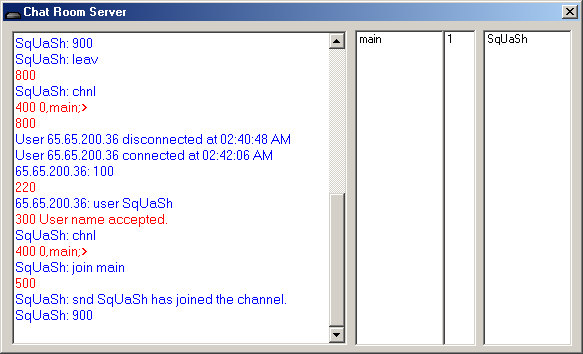 Chat Room Server
SqUaSh: 900
SqUaSh: leav
800
SqUaSh: chnl
400 0,main;>
800
User 65.65.200.36 disconnected at 02:40:48 AM
User 65.65.200.36 connected at 02:42:06 AM
65.65.200.36: 100
220
65.65.200.36: user SqUaSh
300 User name accepted.
SqUaSh: chnl
400 0,main;>
SqUaSh: join main
500
SqUaSh: snd SqUaSh has joined the channel.
SqUaSh: 900
main
1
SqUaSh